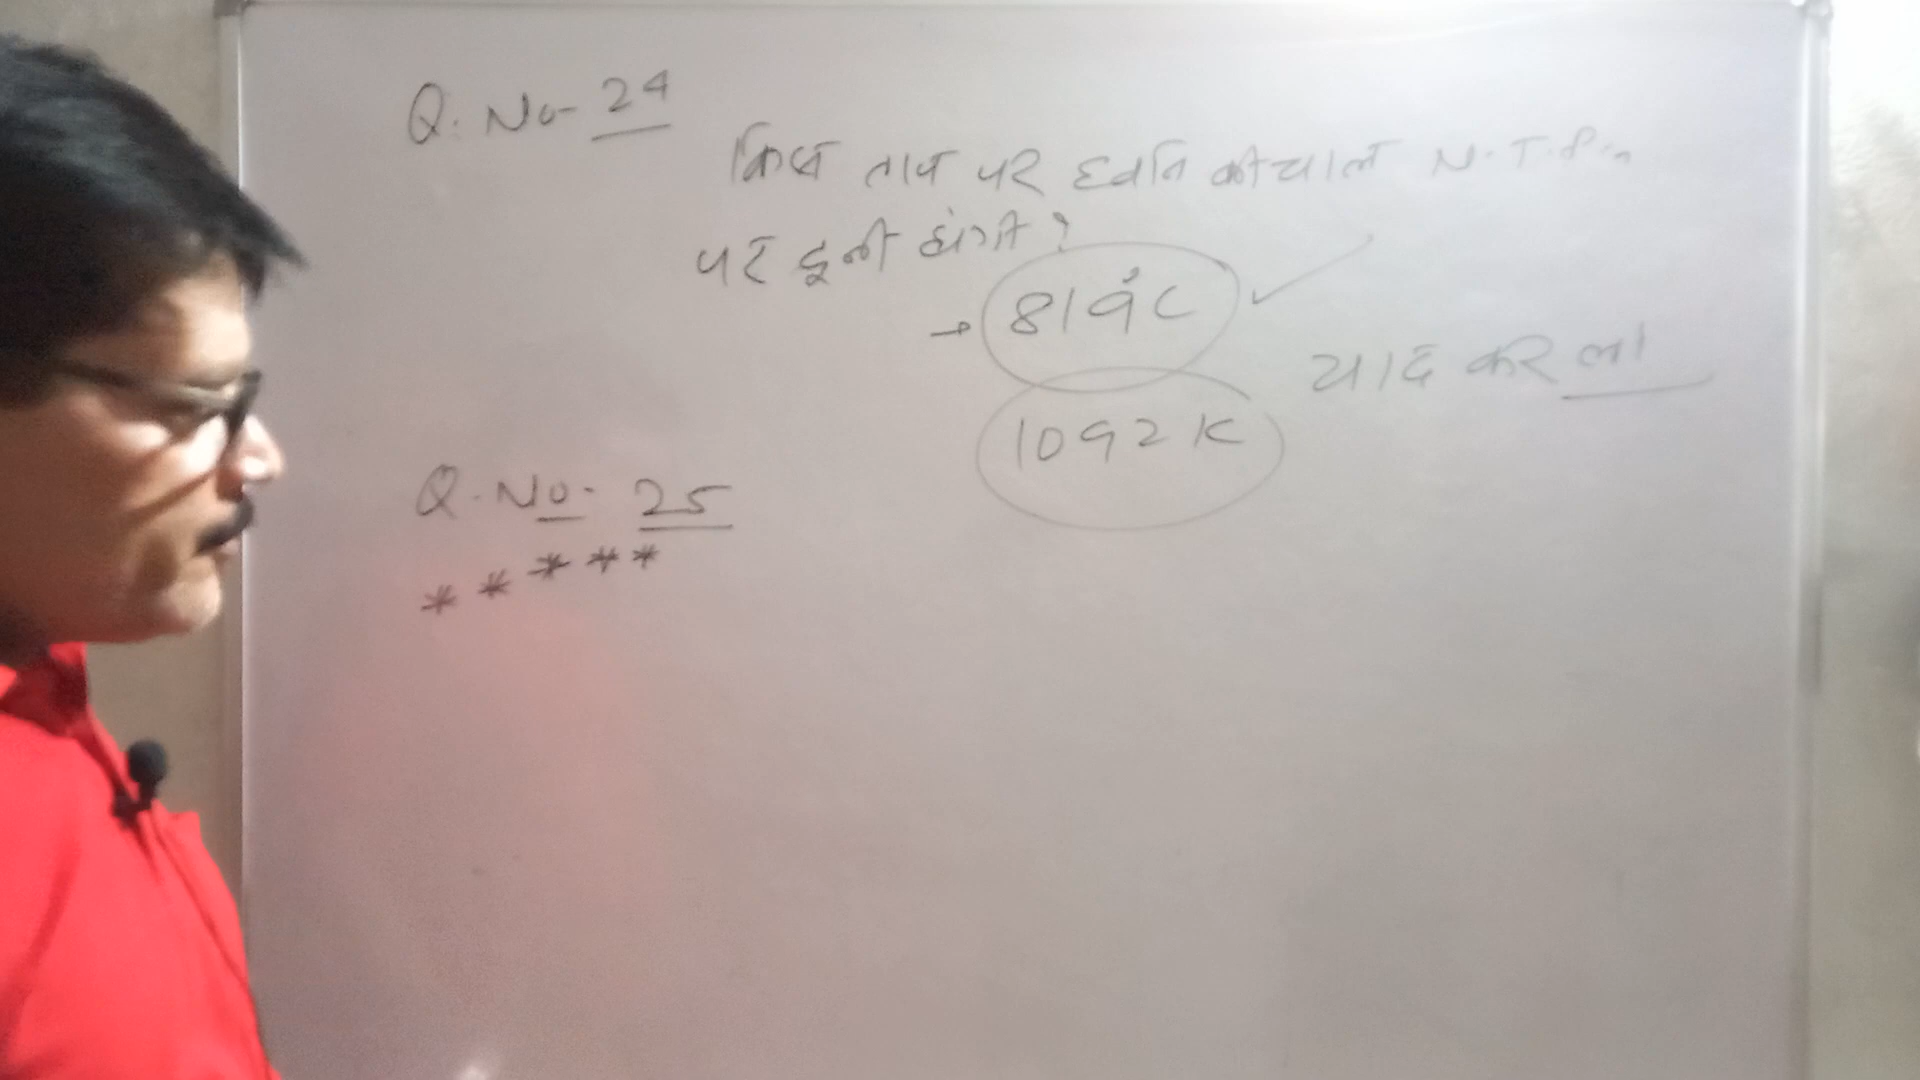 Q. No- 24
किस ताप पर ध्वनि की चाल N.T.P.
पर दूनी होगी ?
→ 819°C ✓
याद कर लो
1092 K
Q. No. 25
* * * * *